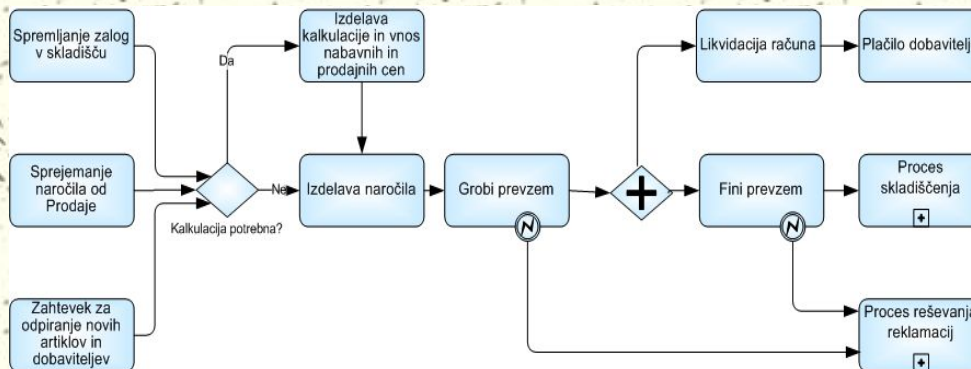 Spremljanje zalog
v skladišču
Da
Izdelava
kalkulacije in vnos
nabavnih in
prodajnih cen
Likvidacija računa
Plačilo dobavitelj
Sprejemanje
naročila od
Prodaje
Kalkulacija potrebna?
Ne
Izdelava naročila
Grobi prevzem
Fini prevzem
Proces
skladiščenja
Zahtevek za
odpiranje novih
artiklov in
dobaviteljev
Proces reševanja
reklamacij